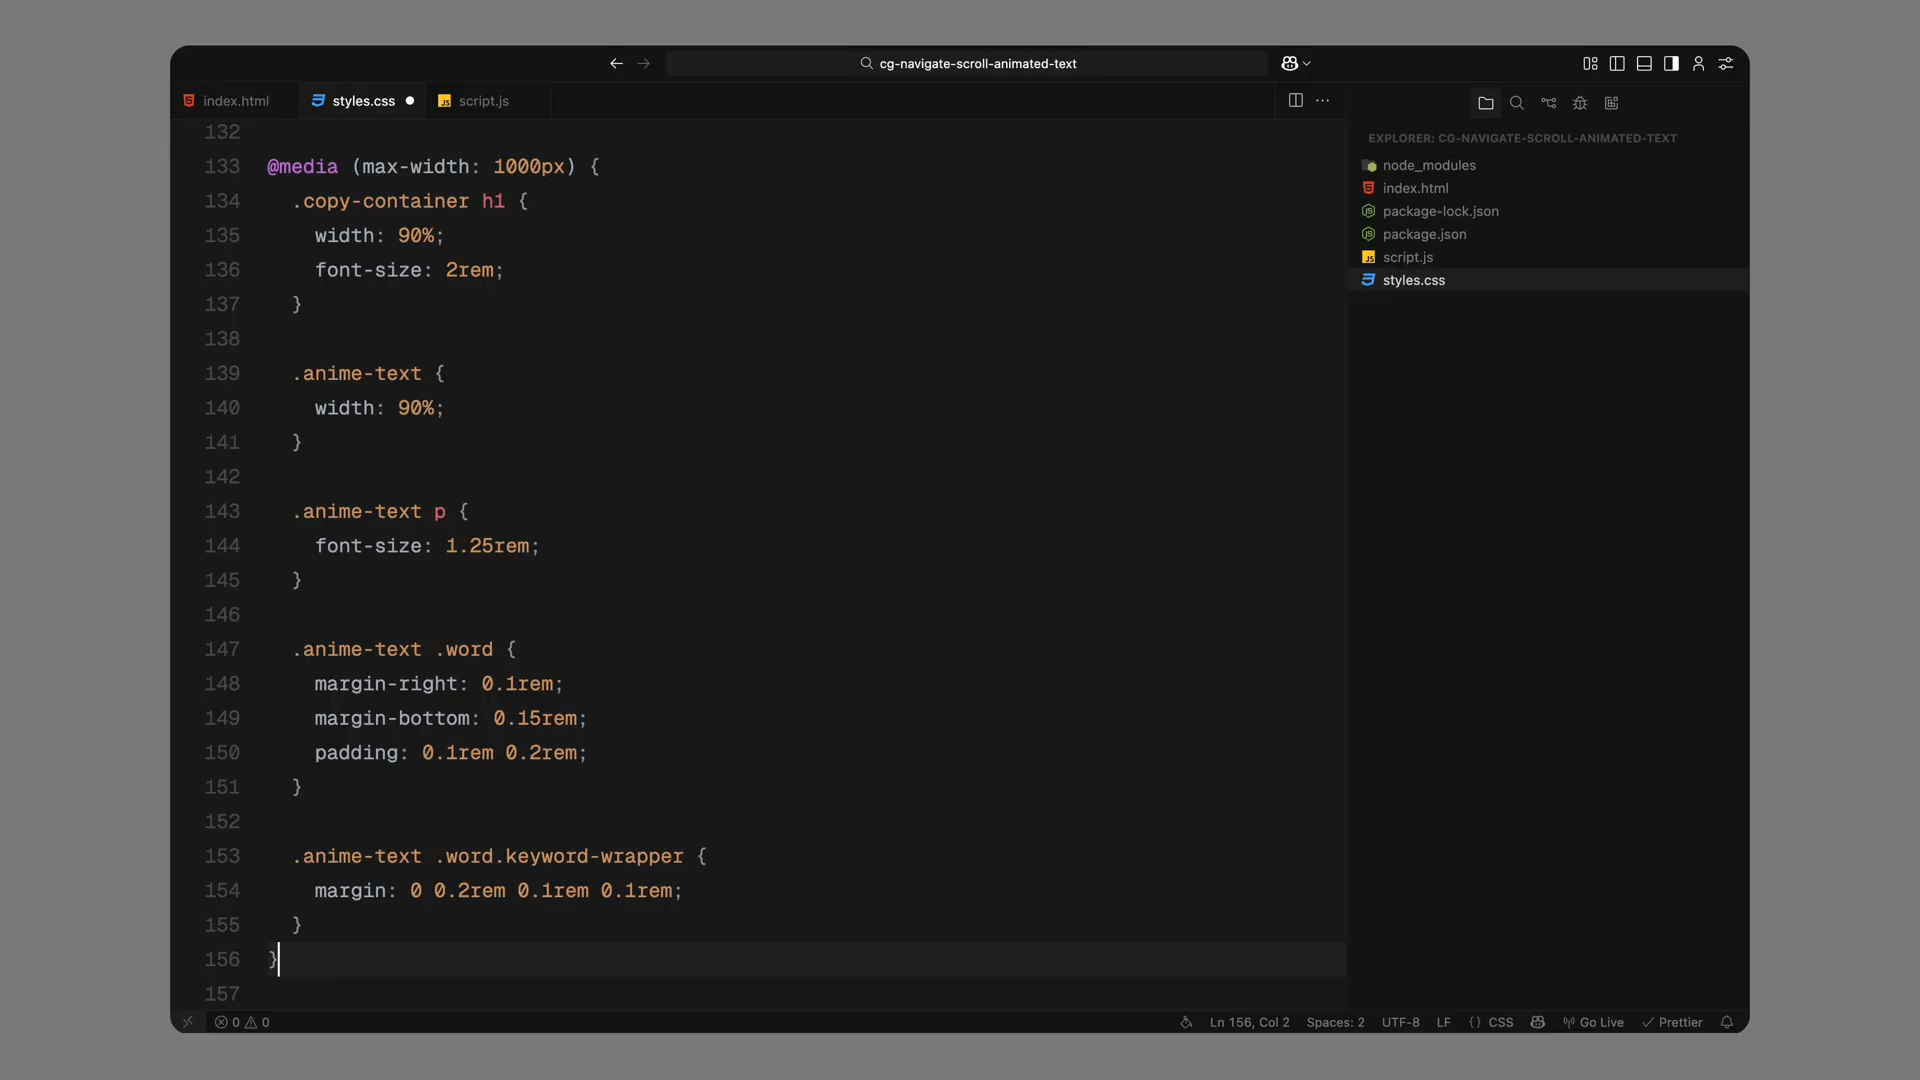 cg-navigate-scroll-animated-text
index.html
styles.css
script.js
132
133 @media (max-width: 1000px) {
134 .copy-container h1 {
135 width: 90%;
136 font-size: 2rem;
137 }
138
139 .anime-text {
140 width: 90%;
141 }
142
143 .anime-text p {
144 font-size: 1.25rem;
145 }
146
147 .anime-text .word {
148 margin-right: 0.1rem;
149 margin-bottom: 0.15rem;
150 padding: 0.1rem 0.2rem;
151 }
152
153 .anime-text .word.keyword-wrapper {
154 margin: 0 0.2rem 0.1rem 0.1rem;
155 }
156 }
157
EXPLORER: CG-NAVIGATE-SCROLL-ANIMATED-TEXT
node_modules
index.html
package-lock.json
package.json
script.js
styles.css
0 0
Ln 156, Col 2
Spaces: 2
UTF-8
LF
{} CSS
Go Live
Prettier